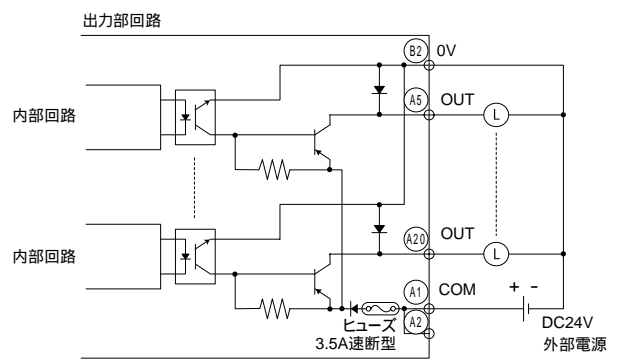 出力部回路
B2 0V
A5 OUT
内部回路
L
A20 OUT
内部回路
L
A1 COM
+ -
A2
ヒューズ
3.5A速断型
DC24V
外部電源